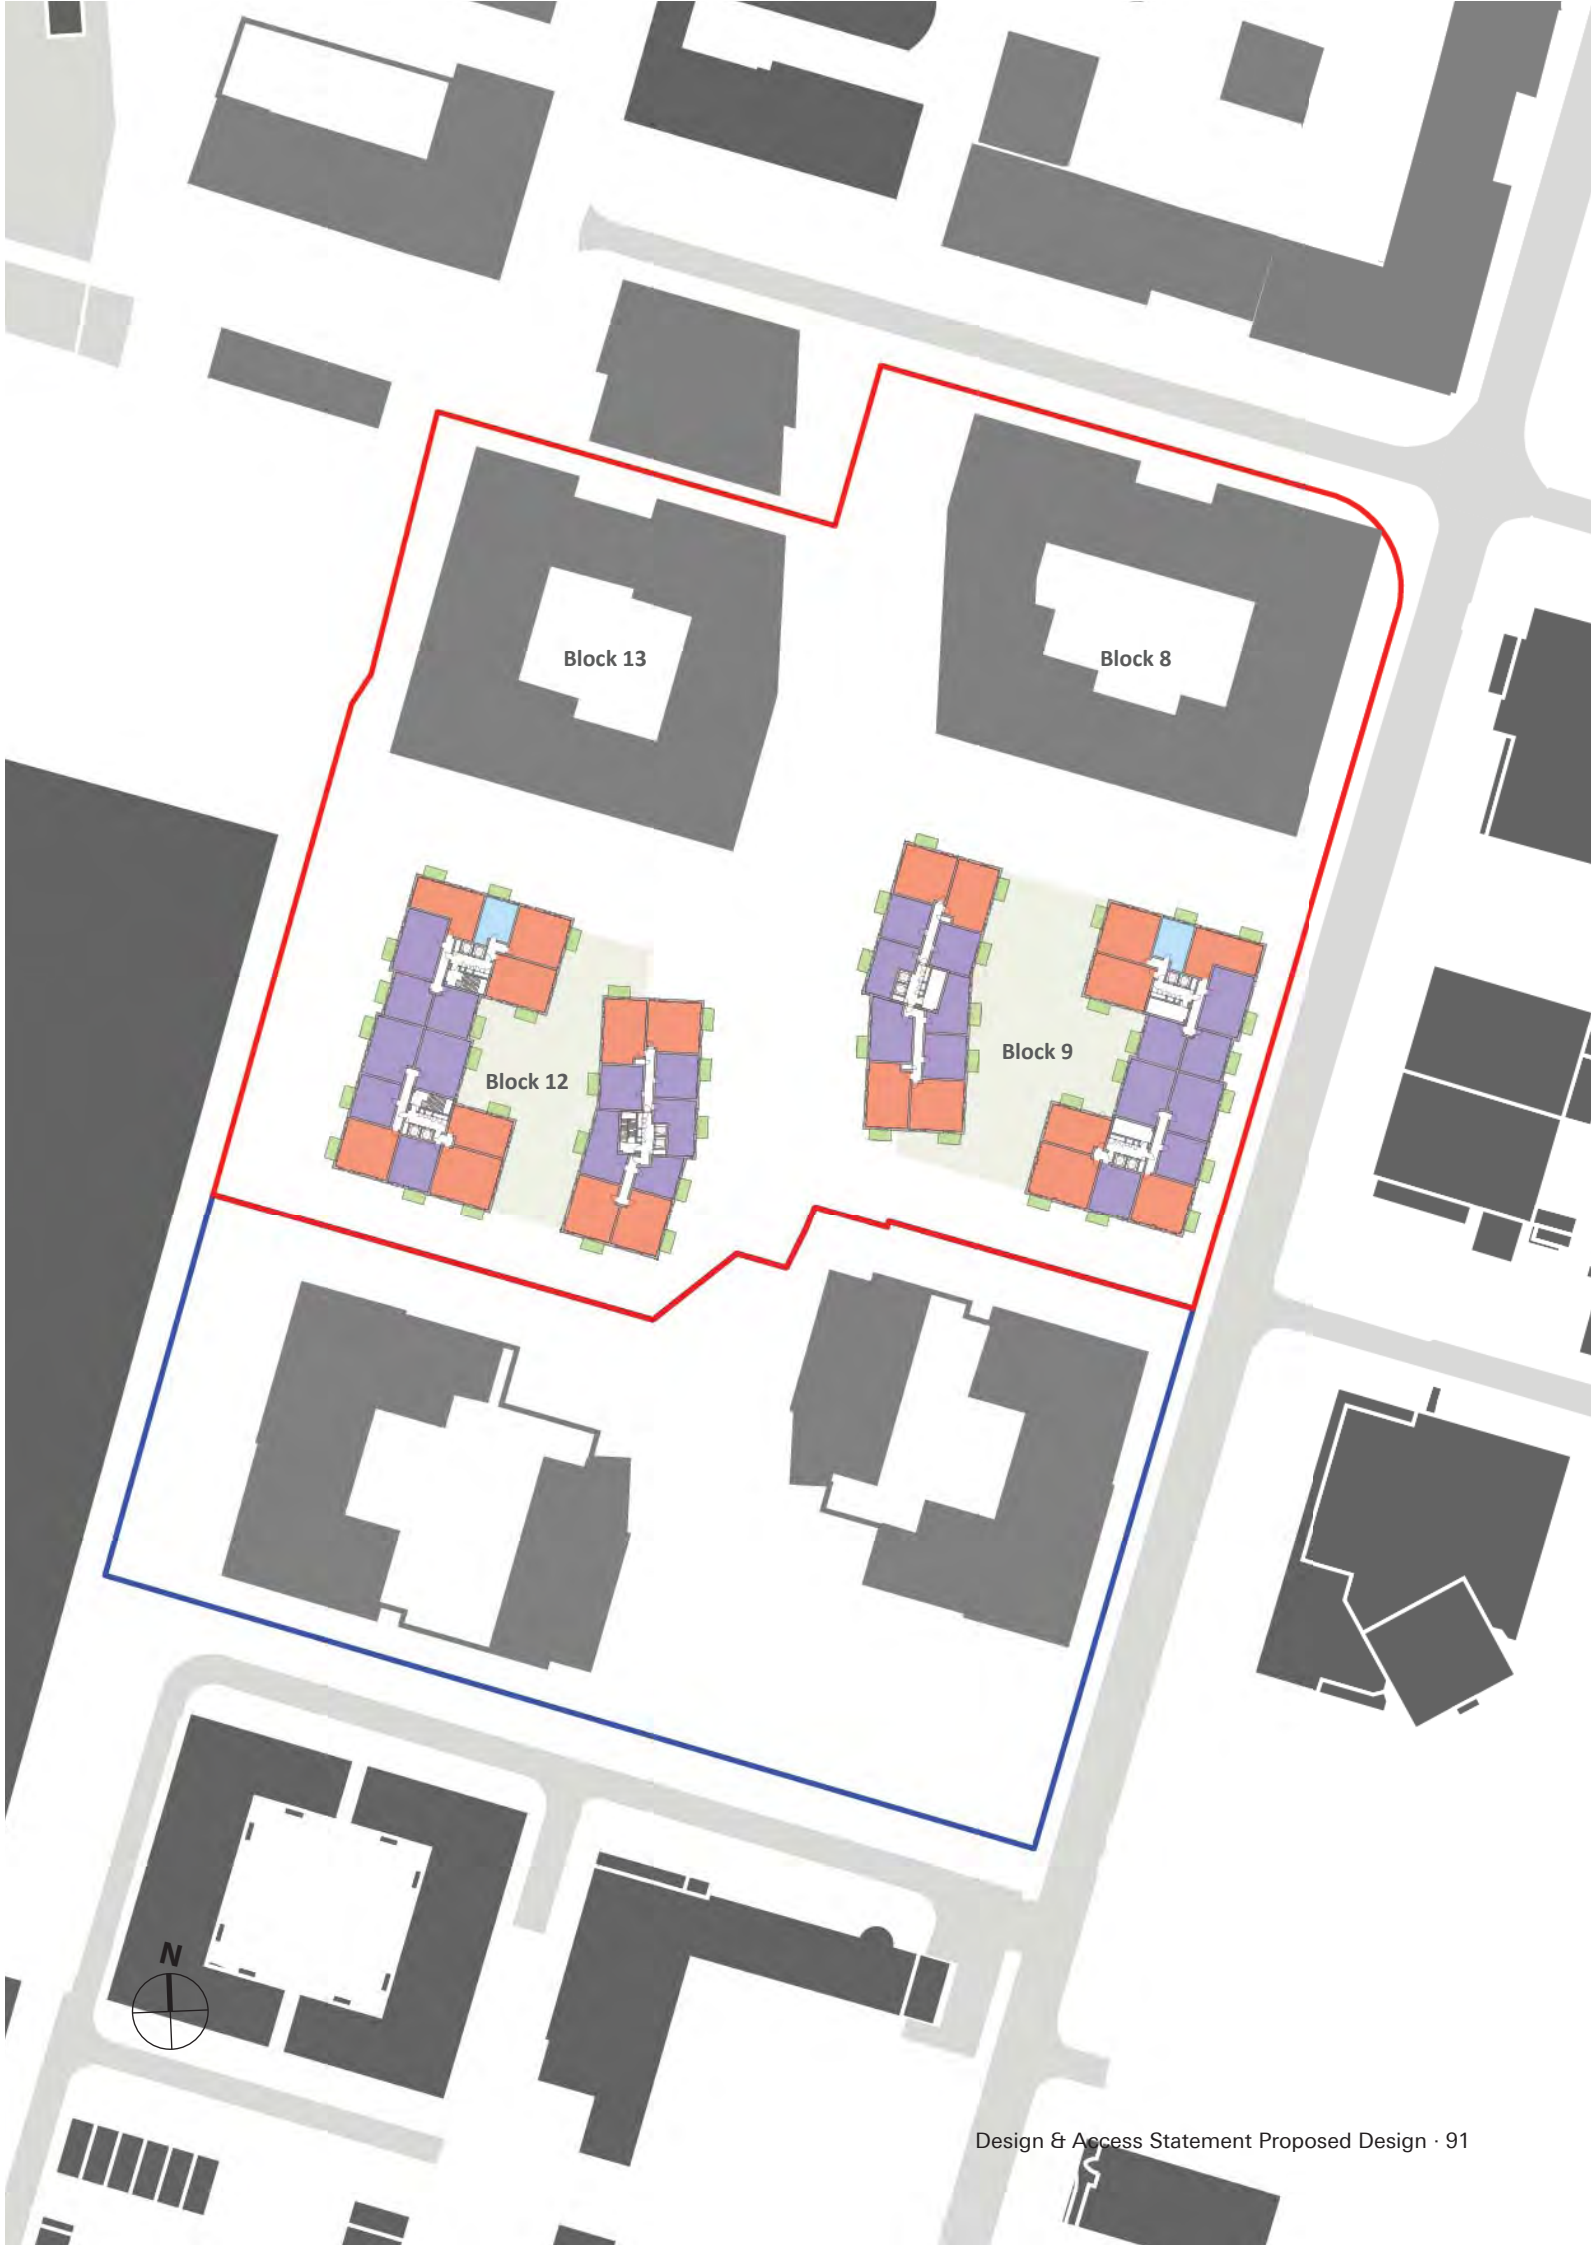 Block 13
Block 8
Block 9
Block 12
N
Design & Access Statement Proposed Design · 91